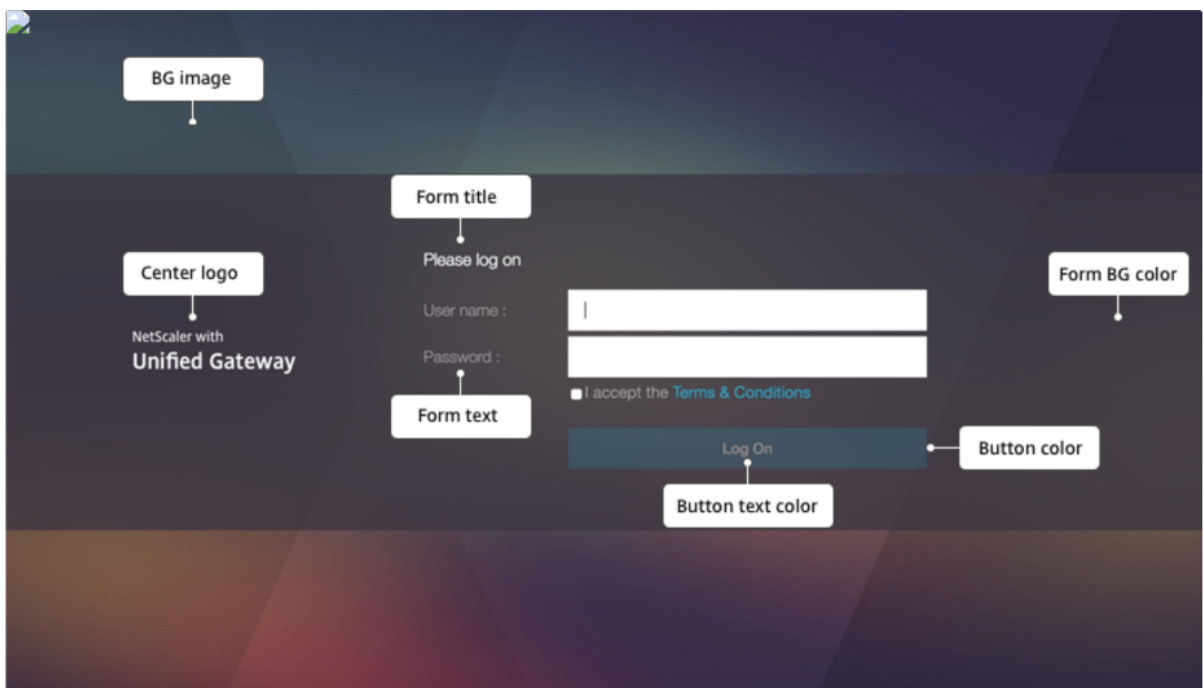 BG image
Form title
Please log on
Center logo
Form BG color
NetScaler with
Unified Gateway
User name :
Password :
I accept the Terms & Conditions
Form text
Log On
Button color
Button text color